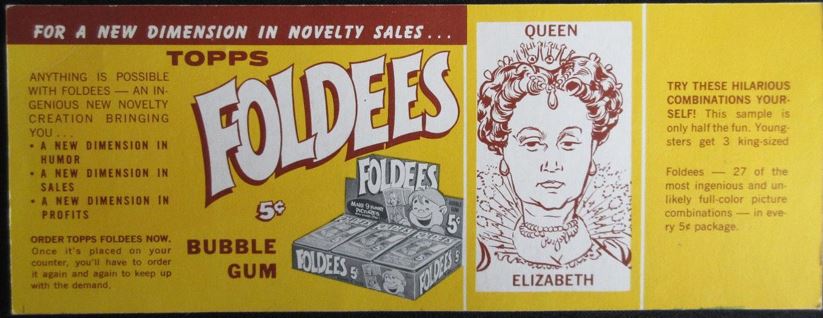 FOR A NEW DIMENSION IN NOVELTY SALES...
TOPPS
FOLDEES
ANYTHING IS POSSIBLE
WITH FOLDEES — AN IN-
GENIOUS NEW NOVELTY
CREATION BRINGING
YOU...
• A NEW DIMENSION IN
HUMOR
• A NEW DIMENSION IN
SALES
• A NEW DIMENSION IN
PROFITS
ORDER TOPPS FOLDEES NOW.
Once it's placed on your
counter, you'll have to order
it again and again to keep up
with the demand.
5¢
BUBBLE
GUM
FOLDEES
5¢
FOLDEES 5¢
FOLDEES 5¢
QUEEN
ELIZABETH
TRY THESE HILARIOUS
COMBINATIONS YOUR-
SELF! This sample is
only half the fun. Young-
sters get 3 king-sized
Foldees — 27 of the
most ingenious and un-
likely full-color picture
combinations — in eve-
ry 5¢ package.